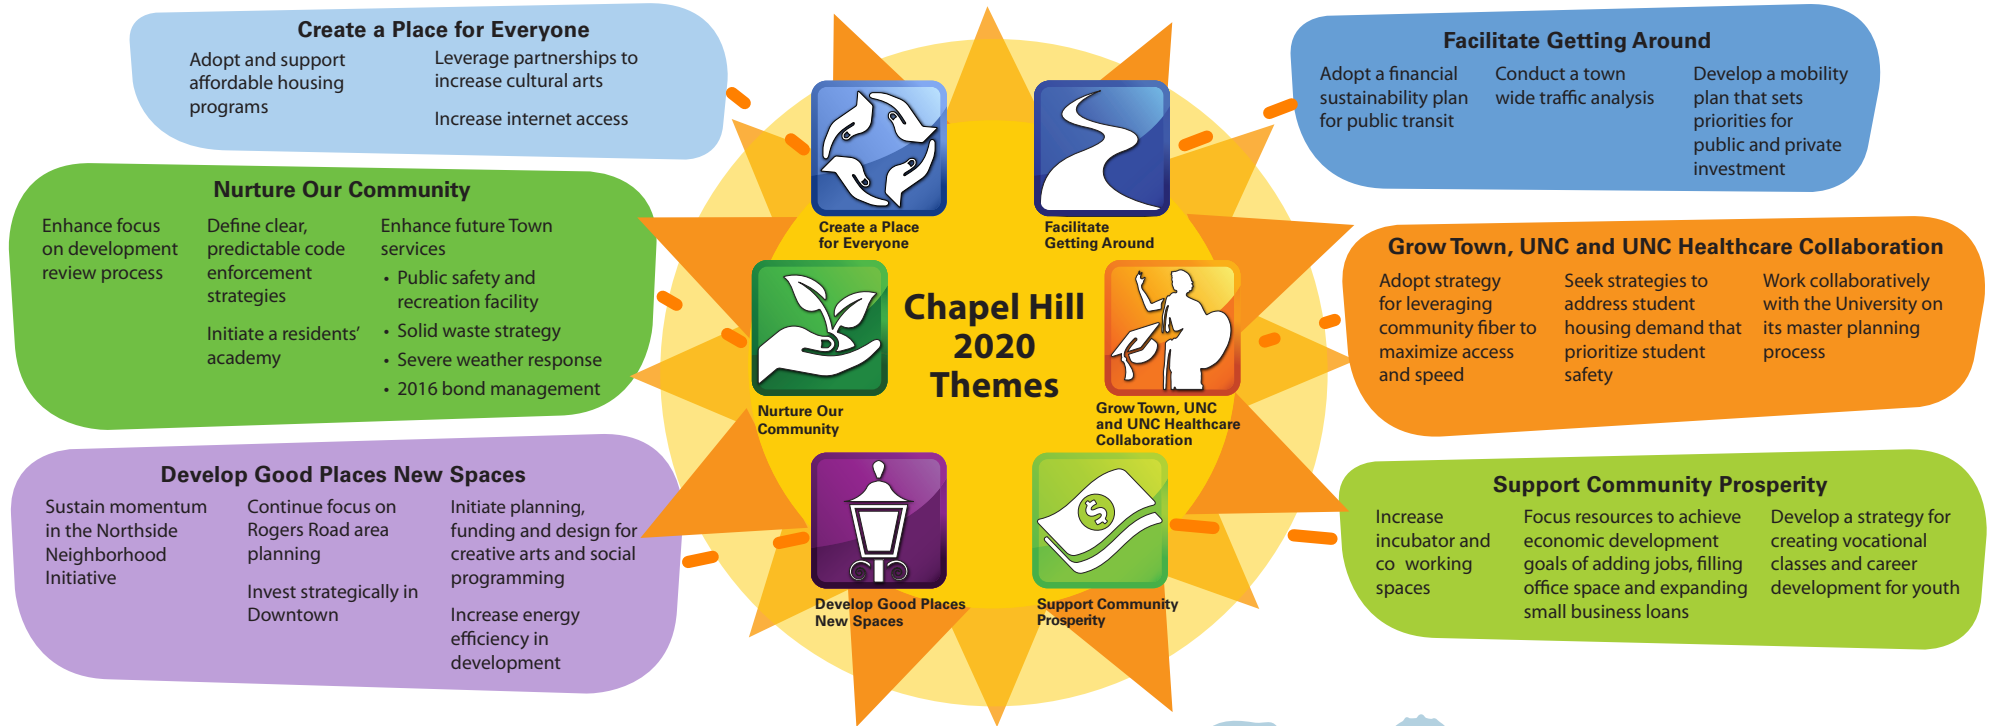 Create a Place for Everyone
Adopt and support
affordable housing
programs
Leverage partnerships to
increase cultural arts
Increase internet access
Nurture Our Community
Enhance focus
on development
review process
Define clear,
predictable code
enforcement
strategies
Initiate a residents’
academy
Enhance future Town
services
• Public safety and
recreation facility
• Solid waste strategy
• Severe weather response
• 2016 bond management
Develop Good Places New Spaces
Sustain momentum
in the Northside
Neighborhood
Initiative
Continue focus on
Rogers Road area
planning
Invest strategically in
Downtown
Initiate planning,
funding and design for
creative arts and social
programming
Increase energy
efficiency in
development
Create a Place
for Everyone
Facilitate
Getting Around
Chapel Hill
2020
Themes
Nurture Our
Community
Grow Town, UNC
and UNC Healthcare
Collaboration
Develop Good Places
New Spaces
Support Community
Prosperity
Facilitate Getting Around
Adopt a financial
sustainability plan
for public transit
Conduct a town
wide traffic analysis
Develop a mobility
plan that sets
priorities for
public and private
investment
Grow Town, UNC and UNC Healthcare Collaboration
Adopt strategy
for leveraging
community fiber to
maximize access
and speed
Seek strategies to
address student
housing demand that
prioritize student
safety
Work collaboratively
with the University on
its master planning
process
Support Community Prosperity
Increase
incubator and
co working
spaces
Focus resources to achieve
economic development
goals of adding jobs, filling
office space and expanding
small business loans
Develop a strategy for
creating vocational
classes and career
development for youth
$